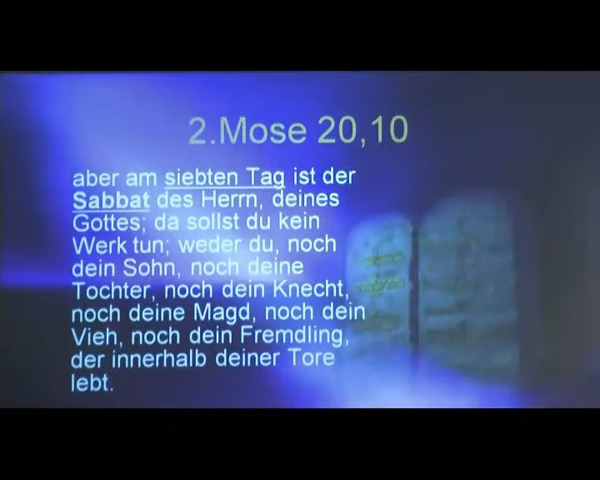 2.Mose 20,10
aber am siebten Tag ist der
Sabbat des Herrn, deines
Gottes; da sollst du kein
Werk tun; weder du, noch
dein Sohn, noch deine
Tochter, noch dein Knecht,
noch deine Magd, noch dein
Vieh, noch dein Fremdling,
der innerhalb deiner Tore
lebt.